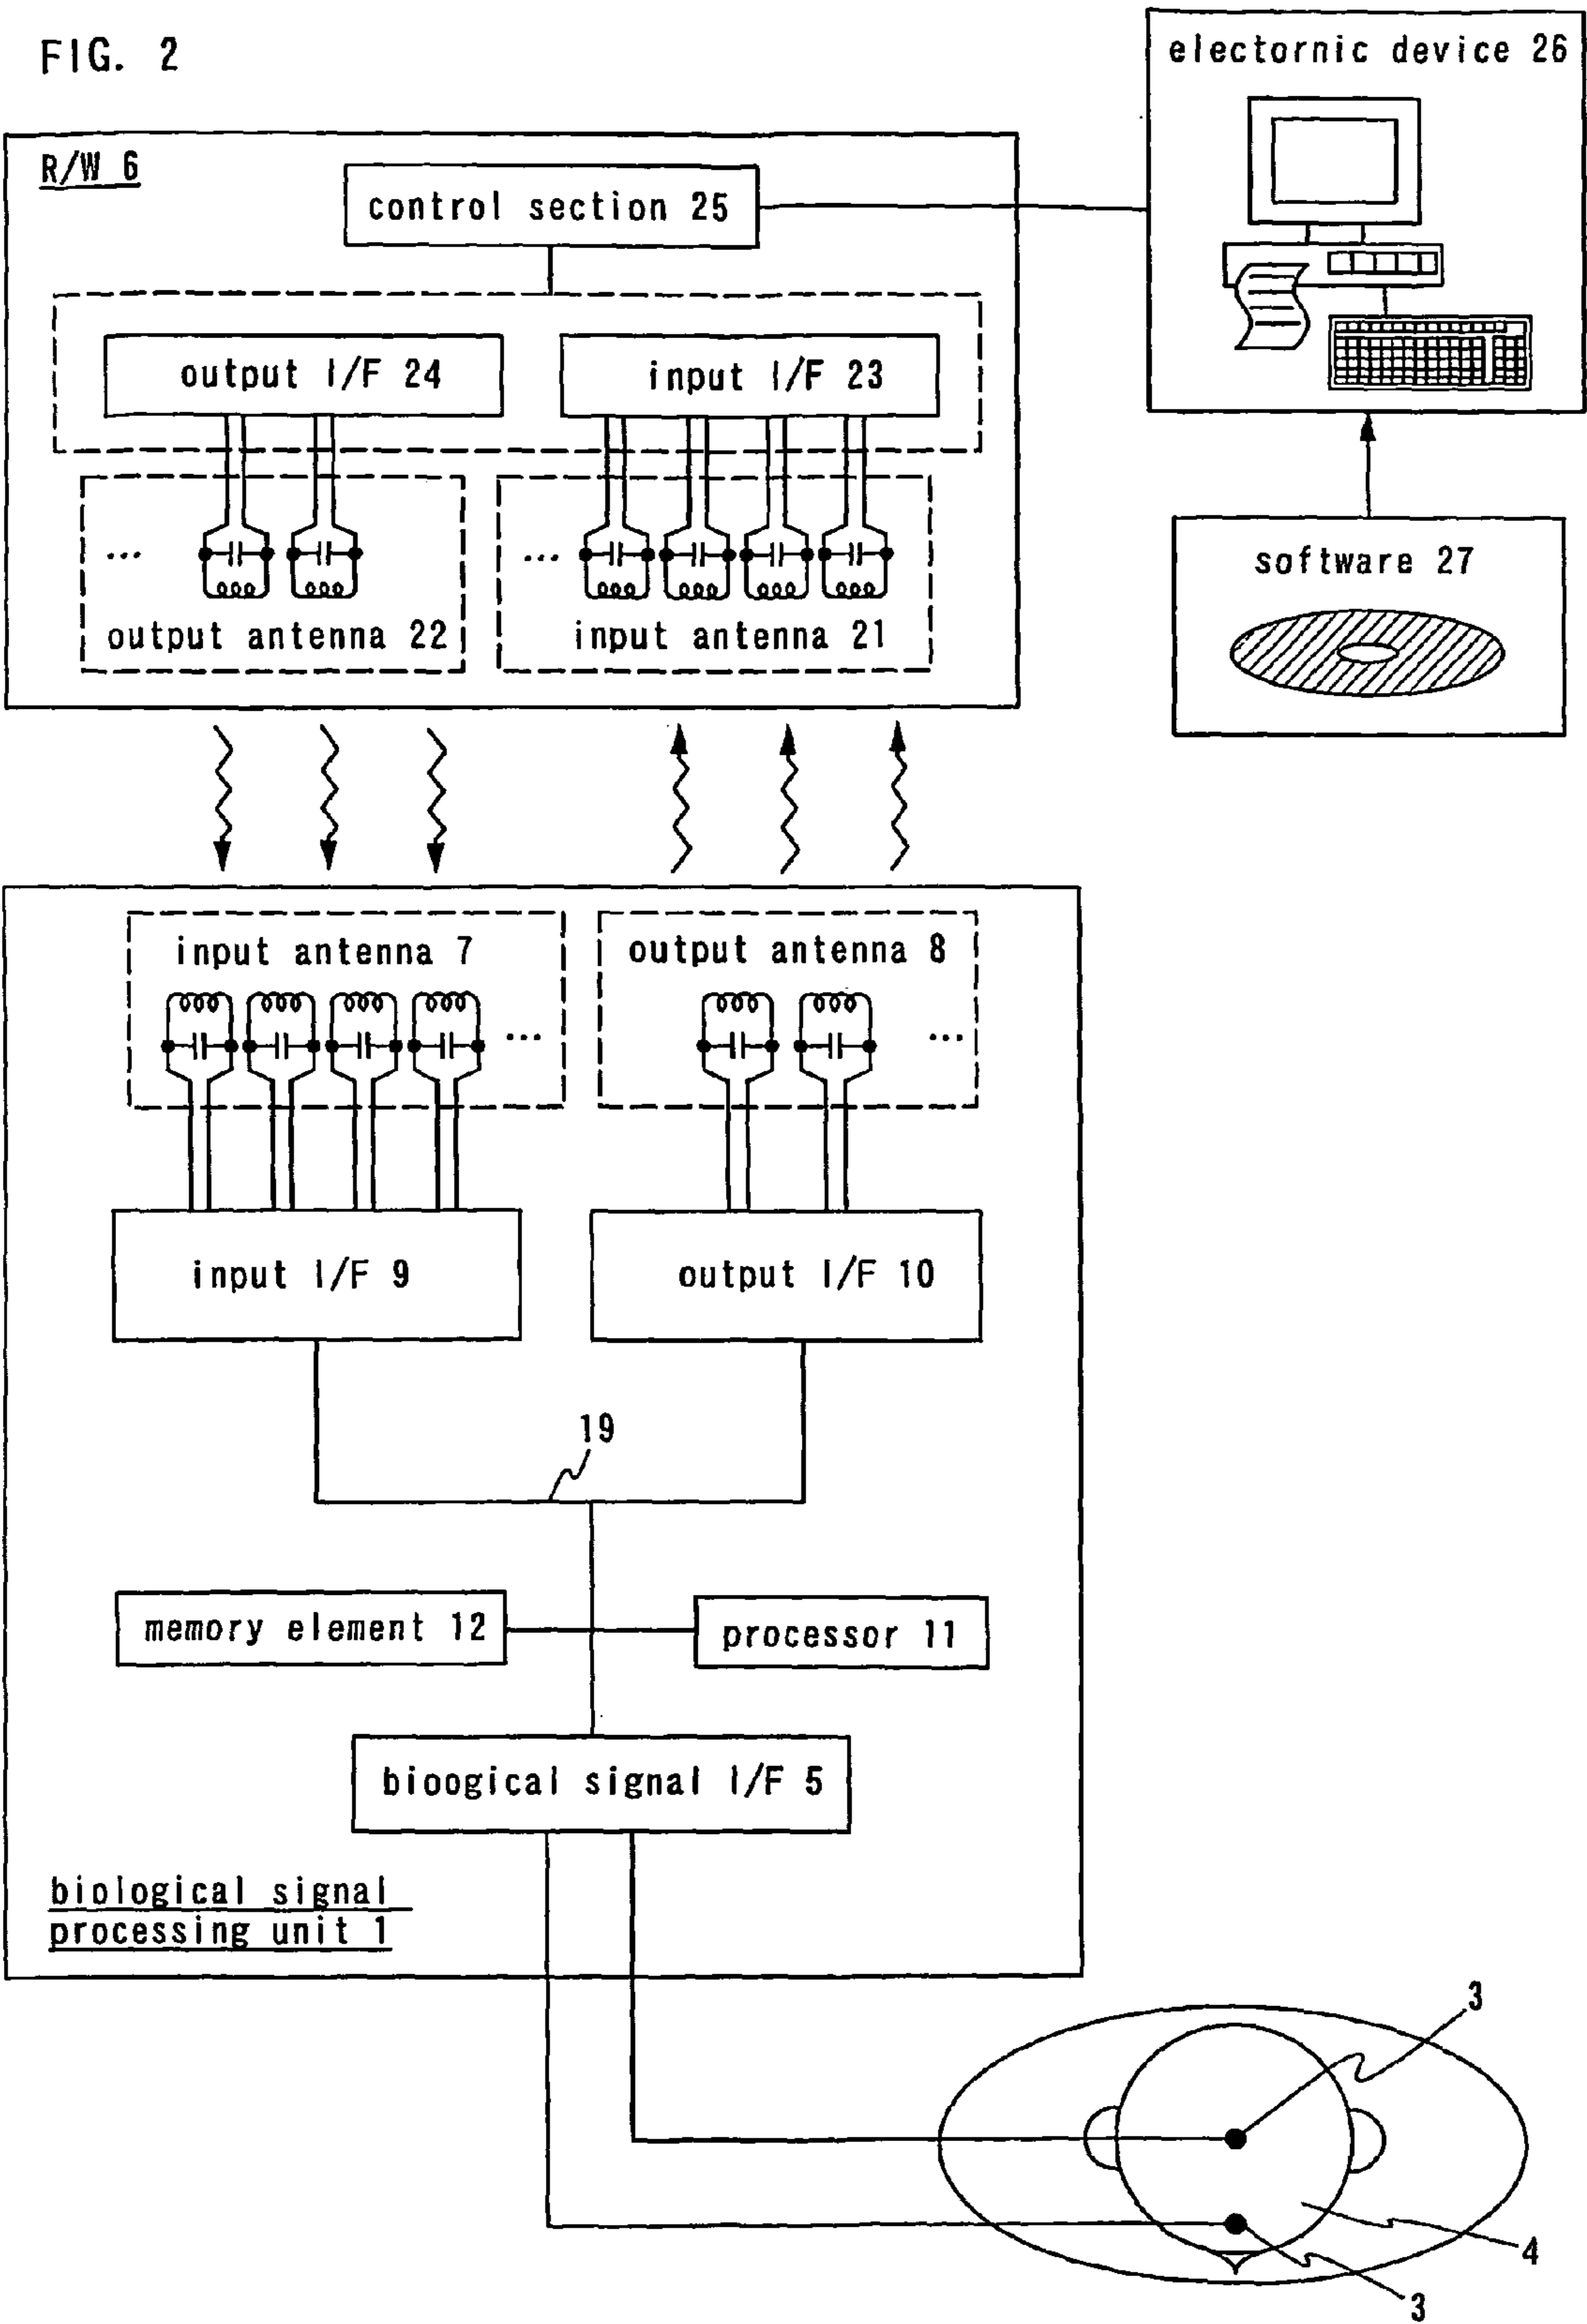 FIG. 2
electornic device 26
R/W 6
control section 25
output I/F 24
input I/F 23
software 27
...
...
output antenna 22
input antenna 21
input antenna 7
output antenna 8
...
...
input I/F 9
output I/F 10
19
memory element 12
processor 11
bioogical signal I/F 5
biological signal
processing unit 1
3
4
3